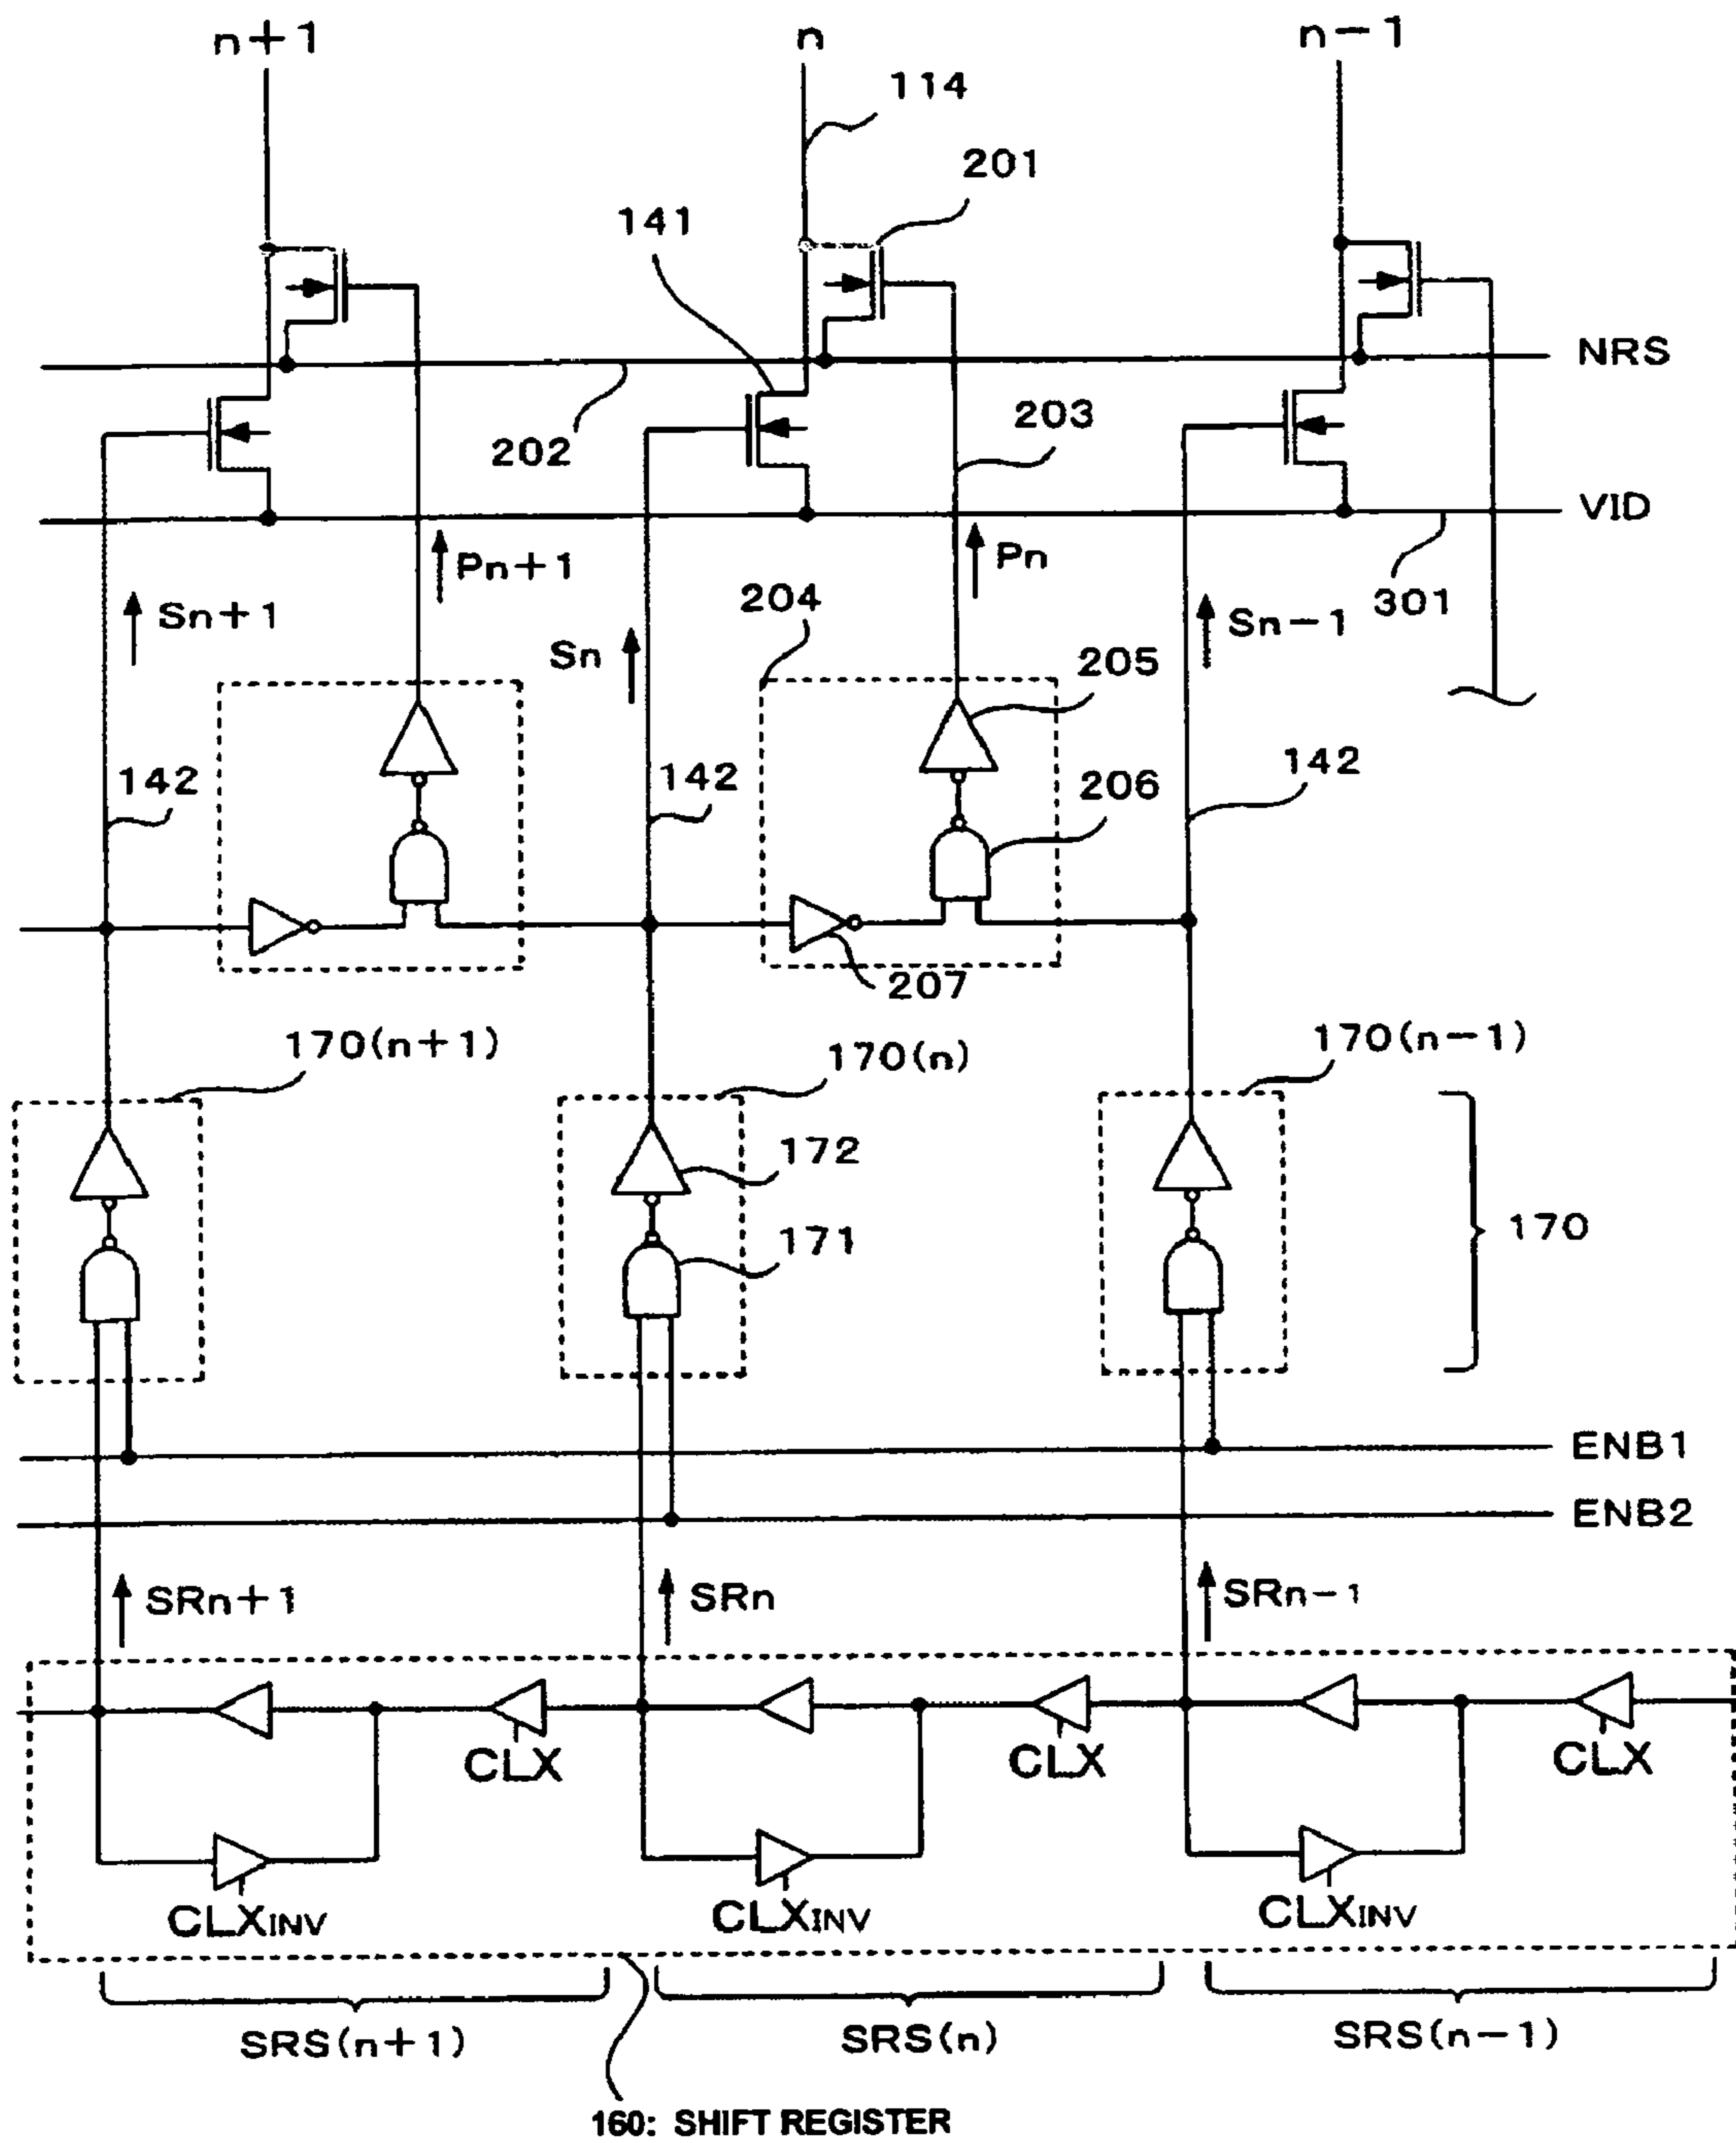 n+1
n
n-1
114
201
141
NRS
202
203
VID
Pn+1
Pn
204
301
Sn+1
Sn
Sn-1
205
142
142
206
142
207
170(n+1)
170(n)
170(n-1)
172
171
170
ENB1
ENB2
SRn+1
SRn
SRn-1
CLX
CLX
CLX
CLXINV
CLXINV
CLXINV
SRS(n+1)
SRS(n)
SRS(n-1)
160: SHIFT REGISTER